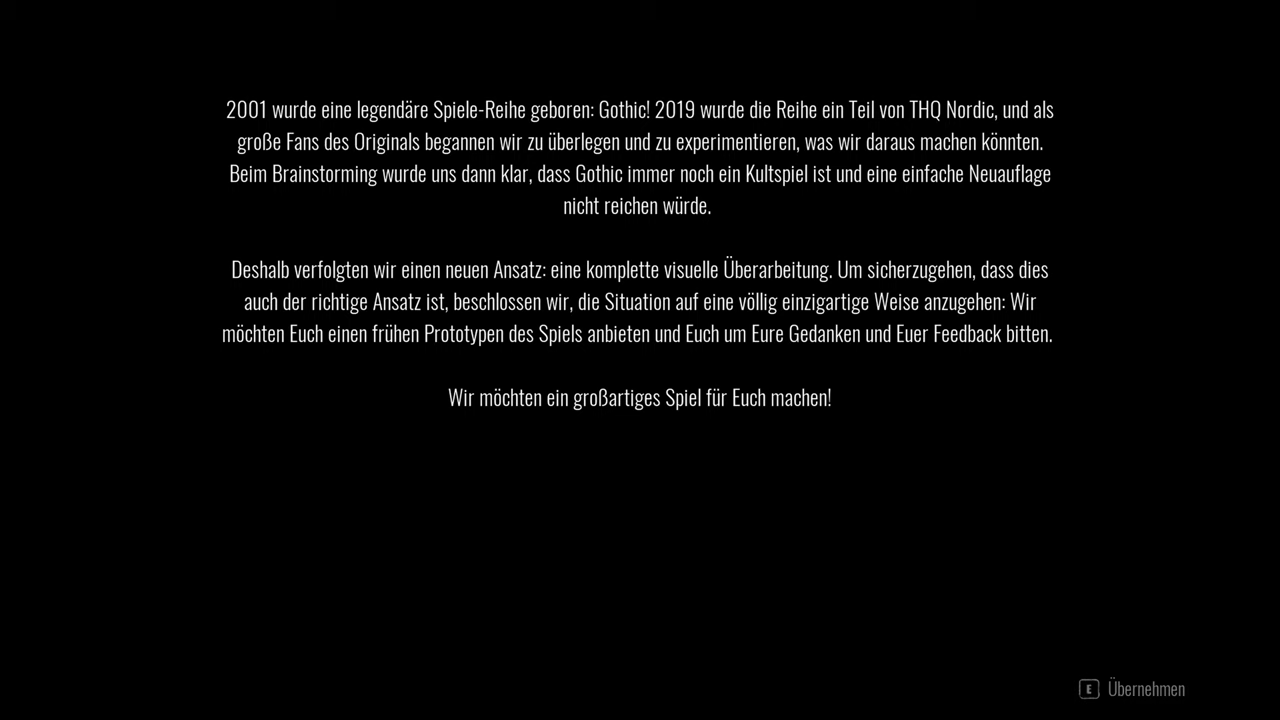 2001 wurde eine legendäre Spiele-Reihe geboren: Gothic! 2019 wurde die Reihe ein Teil von THQ Nordic, und als
große Fans des Originals begannen wir zu überlegen und zu experimentieren, was wir daraus machen könnten.
Beim Brainstorming wurde uns dann klar, dass Gothic immer noch ein Kultspiel ist und eine einfache Neuauflage
nicht reichen würde.
Deshalb verfolgten wir einen neuen Ansatz: eine komplette visuelle Überarbeitung. Um sicherzugehen, dass dies
auch der richtige Ansatz ist, beschlossen wir, die Situation auf eine völlig einzigartige Weise anzugehen: Wir
möchten Euch einen frühen Prototypen des Spiels anbieten und Euch um Eure Gedanken und Euer Feedback bitten.
Wir möchten ein großartiges Spiel für Euch machen!
E Übernehmen